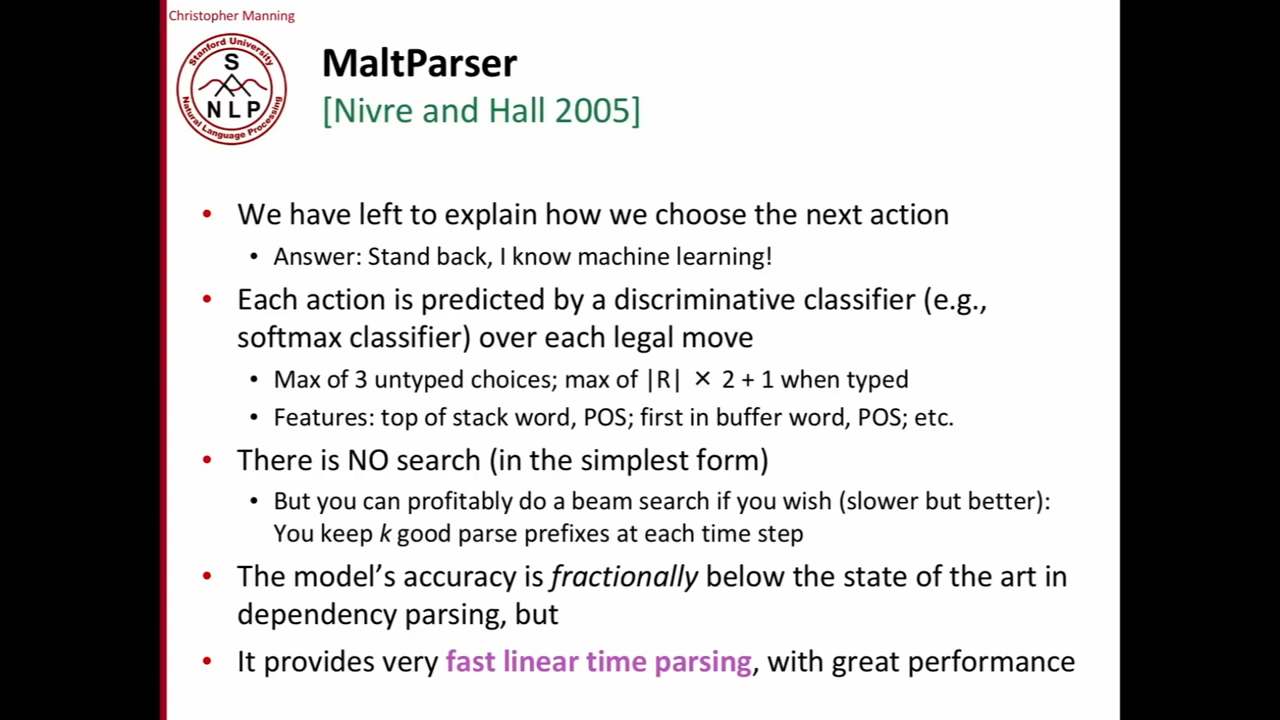 Christopher Manning
Stanford University
S
NLP
Natural Language Processing
MaltParser
[Nivre and Hall 2005]
• We have left to explain how we choose the next action
• Answer: Stand back, I know machine learning!
• Each action is predicted by a discriminative classifier (e.g.,
softmax classifier) over each legal move
• Max of 3 untyped choices; max of |R| × 2 + 1 when typed
• Features: top of stack word, POS; first in buffer word, POS; etc.
• There is NO search (in the simplest form)
• But you can profitably do a beam search if you wish (slower but better):
You keep k good parse prefixes at each time step
• The model’s accuracy is fractionally below the state of the art in
dependency parsing, but
• It provides very fast linear time parsing, with great performance